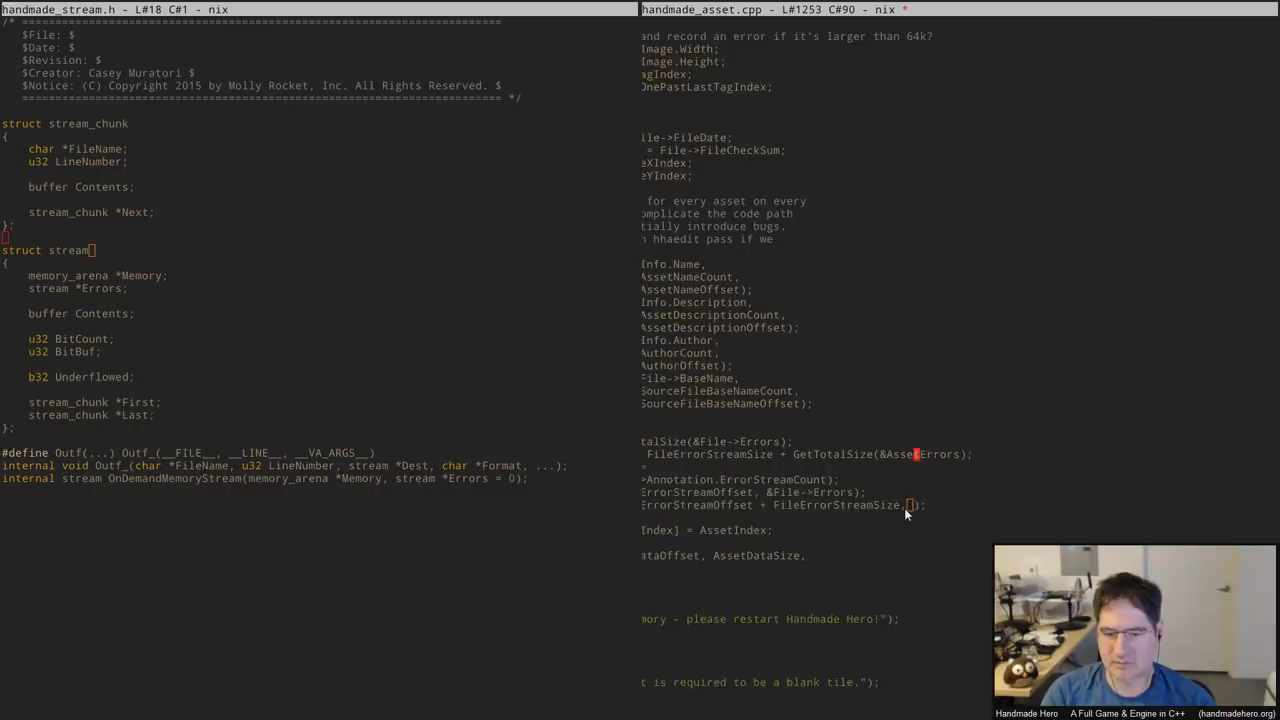 handmade_stream.h - L#18 C#1 - nix
/* ========================================================================
$File: $
$Date: $
$Revision: $
$Creator: Casey Muratori $
$Notice: (C) Copyright 2015 by Molly Rocket, Inc. All Rights Reserved. $
======================================================================== */
struct stream_chunk
{
char *FileName;
u32 LineNumber;
buffer Contents;
stream_chunk *Next;
};
struct stream
{
memory_arena *Memory;
stream *Errors;
buffer Contents;
u32 BitCount;
u32 BitBuf;
b32 Underflowed;
stream_chunk *First;
stream_chunk *Last;
};
#define Outf(...) Outf_(__FILE__, __LINE__, __VA_ARGS__)
internal void Outf_(char *FileName, u32 LineNumber, stream *Dest, char *Format, ...);
internal stream OnDemandMemoryStream(memory_arena *Memory, stream *Errors = 0);
handmade_asset.cpp - L#1253 C#90 - nix *
and record an error if it's larger than 64k?
Image.Width;
Image.Height;
agIndex;
OnePastLastTagIndex;
ile->FileDate;
= File->FileCheckSum;
eXIndex;
eYIndex;
for every asset on every
omplicate the code path
tially introduce bugs.
n hhaedit pass if we
Info.Name,
AssetNameCount,
AssetNameOffset);
Info.Description,
AssetDescriptionCount,
AssetDescriptionOffset);
Info.Author,
AuthorCount,
AuthorOffset);
File->BaseName,
SourceFileBaseNameCount,
SourceFileBaseNameOffset);
talSize(&File->Errors);
FileErrorStreamSize + GetTotalSize(&AssetErrors);
=
>Annotation.ErrorStreamCount);
ErrorStreamOffset, &File->Errors);
ErrorStreamOffset + FileErrorStreamSize,);
Index] = AssetIndex;
ataOffset, AssetDataSize,
mory - please restart Handmade Hero!");
t is required to be a blank tile.");
Handmade Hero A Full Game & Engine in C++ (handmadehero.org)